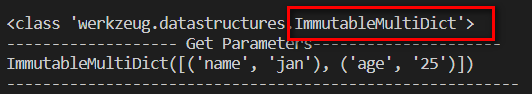 <class 'werkzeug.datastructures.ImmutableMultiDict'>
------------------- Get Parameters---------------------
ImmutableMultiDict([('name', 'jan'), ('age', '25')])
---------------------------------------------------------